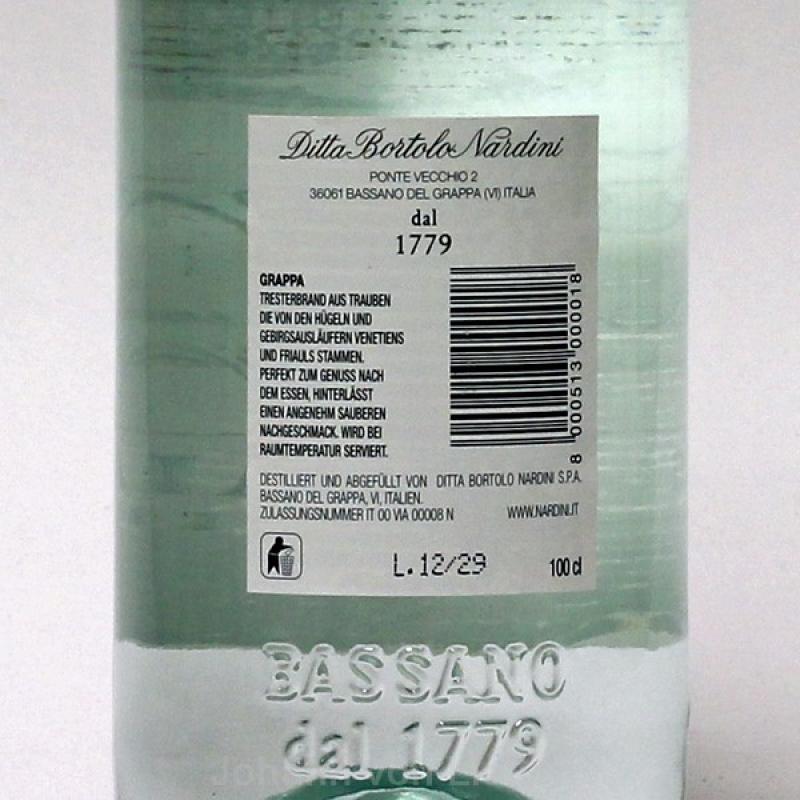 Ditta Bortolo Nardini
PONTE VECCHIO 2
36061 BASSANO DEL GRAPPA (VI) ITALIA
dal
1779
GRAPPA
TRESTERBRAND AUS TRAUBEN
DIE VON DEN HÜGELN UND
GEBIRGSAUSLÄUFERN VENETIENS
UND FRIAULS STAMMEN.
PERFEKT ZUM GENUSS NACH
DEM ESSEN, HINTERLÄSST
EINEN ANGENEHM SAUBEREN
NACHGESCHMACK. WIRD BEI
RAUMTEMPERATUR SERVIERT.
8 000513 000018
DESTILLIERT UND ABGEFÜLLT VON DITTA BORTOLO NARDINI S.P.A.
BASSANO DEL GRAPPA, VI, ITALIEN.
ZULASSUNGSNUMMER IT 00 VIA 00008 N
WWW.NARDINI.IT
L.12/29
100 cl
BASSANO
dal 1779